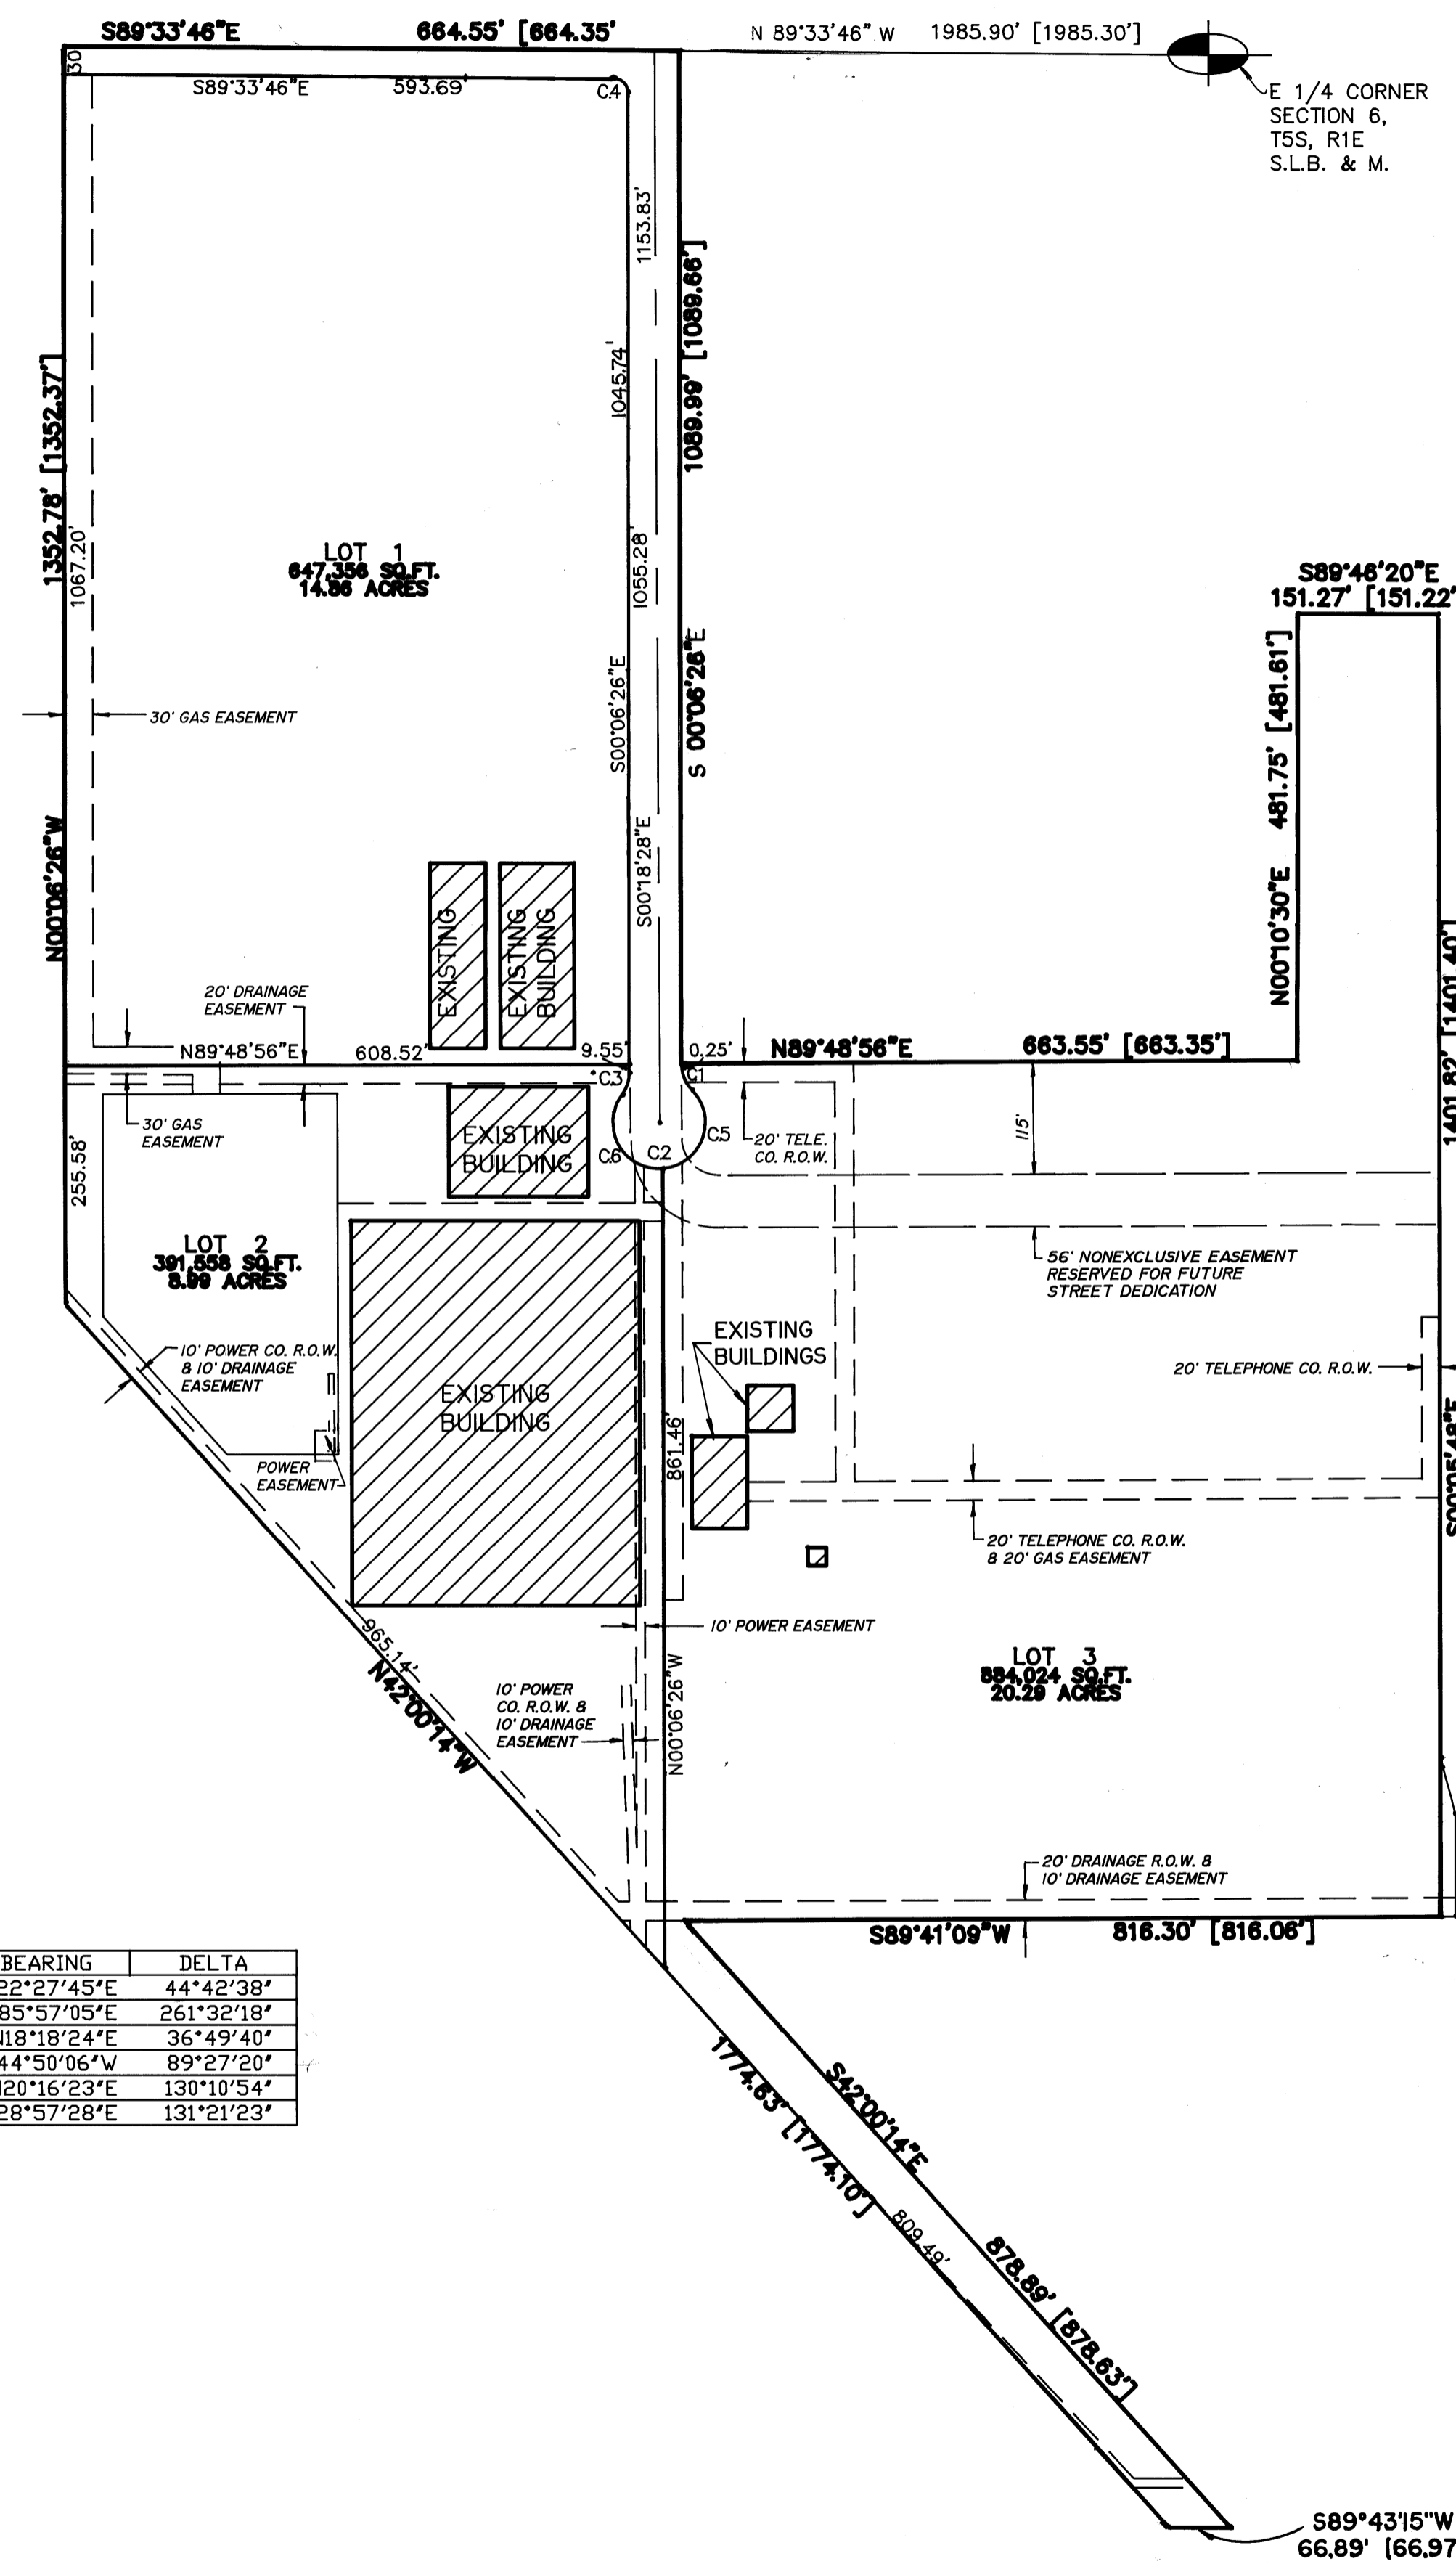 S89°33'46"E 664.55' [664.35'
N 89°33'46" W 1985.90' [1985.30']
30
S89°33'46"E 593.69'
C4
E 1/4 CORNER
SECTION 6,
T5S, R1E
S.L.B. & M.
1153.83'
1089.99' [1089.66']
1045.74'
1352.78' [1352.37']
1067.20'
1055.28'
LOT 1
647,356 SQ.FT.
14.86 ACRES
S89°46'20"E
151.27' [151.22'
S00°06'26"E
S 00°06'26"E
481.75' [481.61']
30' GAS EASEMENT
N00°06'26"W
S00°18'28"E
N00°10'30"E
EXISTING
EXISTING
BUILDING
1401.82' [1401.40']
20' DRAINAGE
EASEMENT
N89°48'56"E 608.52' 9.55'
0.25' N89°48'56"E 663.55' [663.35']
C3
C1
30' GAS
EASEMENT
EXISTING
BUILDING
C6
C2
C5
20' TELE.
CO. R.O.W.
115'
255.58'
LOT 2
391,558 SQ.FT.
8.99 ACRES
56' NONEXCLUSIVE EASEMENT
RESERVED FOR FUTURE
STREET DEDICATION
EXISTING
BUILDINGS
10' POWER CO. R.O.W.
& 10' DRAINAGE
EASEMENT
20' TELEPHONE CO. R.O.W.
EXISTING
BUILDING
861.46'
S00°05'48"E
POWER
EASEMENT
20' TELEPHONE CO. R.O.W.
& 20' GAS EASEMENT
965.14'
N42°00'14"W
10' POWER EASEMENT
LOT 3
884,024 SQ.FT.
20.29 ACRES
10' POWER
CO. R.O.W. &
10' DRAINAGE
EASEMENT
N00°06'26"W
20' DRAINAGE R.O.W. &
10' DRAINAGE EASEMENT
S89°41'09"W 816.30' [816.06']
BEARING DELTA
22°27'45"E 44°42'38"
85°57'05"E 261°32'18"
N18°18'24"E 36°49'40"
44°50'06"W 89°27'20"
20°16'23"E 130°10'54"
28°57'28"E 131°21'23"
1774.63' [1774.10']
S42°00'14"E
809.49'
878.89' [878.63']
S89°43'15"W
66.89' [66.97